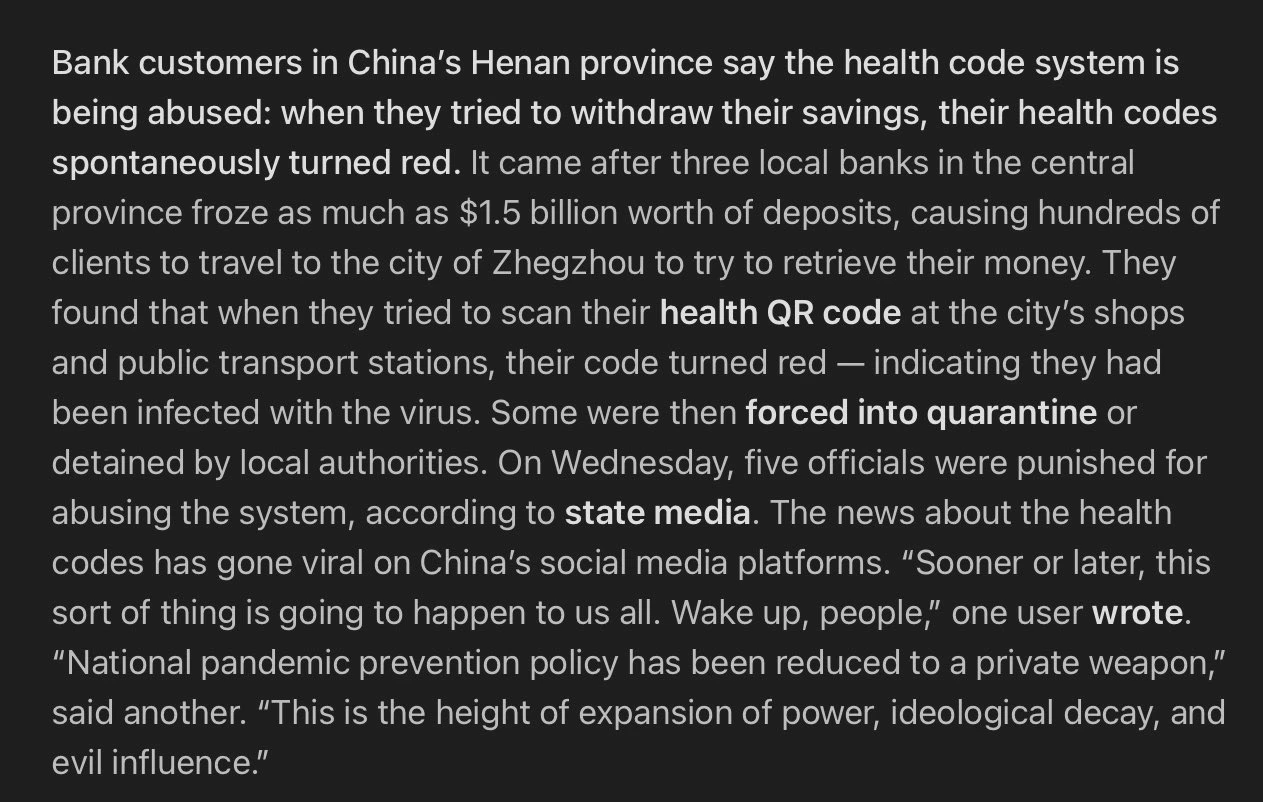 Bank customers in China’s Henan province say the health code system is
being abused: when they tried to withdraw their savings, their health codes
spontaneously turned red. It came after three local banks in the central
province froze as much as $1.5 billion worth of deposits, causing hundreds of
clients to travel to the city of Zhegzhou to try to retrieve their money. They
found that when they tried to scan their health QR code at the city’s shops
and public transport stations, their code turned red — indicating they had
been infected with the virus. Some were then forced into quarantine or
detained by local authorities. On Wednesday, five officials were punished for
abusing the system, according to state media. The news about the health
codes has gone viral on China’s social media platforms. “Sooner or later, this
sort of thing is going to happen to us all. Wake up, people,” one user wrote.
“National pandemic prevention policy has been reduced to a private weapon,”
said another. “This is the height of expansion of power, ideological decay, and
evil influence.”